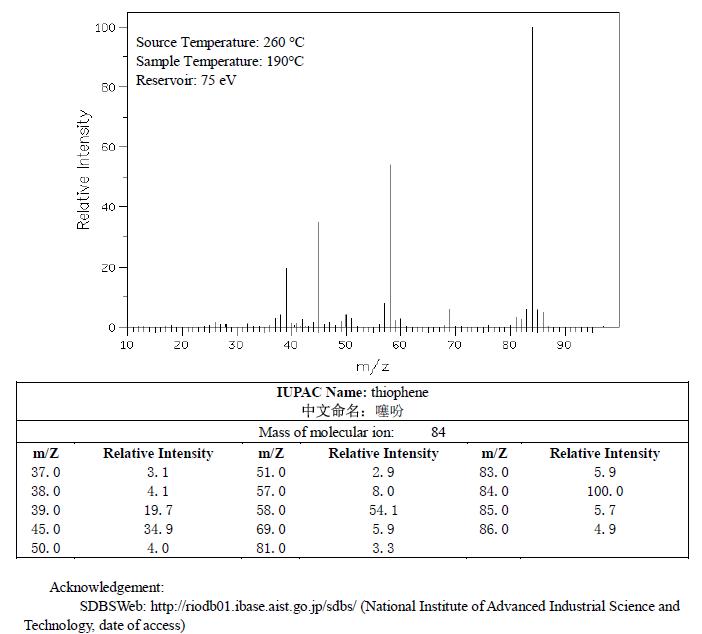 100
80
60
40
20
0
Relative Intensity
Source Temperature: 260 °C
Sample Temperature: 190°C
Reservoir: 75 eV
10 20 30 40 50 60 70 80 90
m/z
IUPAC Name: thiophene
中文命名：噻吩
Mass of molecular ion: 84
m/Z Relative Intensity m/Z Relative Intensity m/Z Relative Intensity
37.0 3.1 51.0 2.9 83.0 5.9
38.0 4.1 57.0 8.0 84.0 100.0
39.0 19.7 58.0 54.1 85.0 5.7
45.0 34.9 69.0 5.9 86.0 4.9
50.0 4.0 81.0 3.3
Acknowledgement:
SDBSWeb: http://riodb01.ibase.aist.go.jp/sdbs/ (National Institute of Advanced Industrial Science and
Technology, date of access)